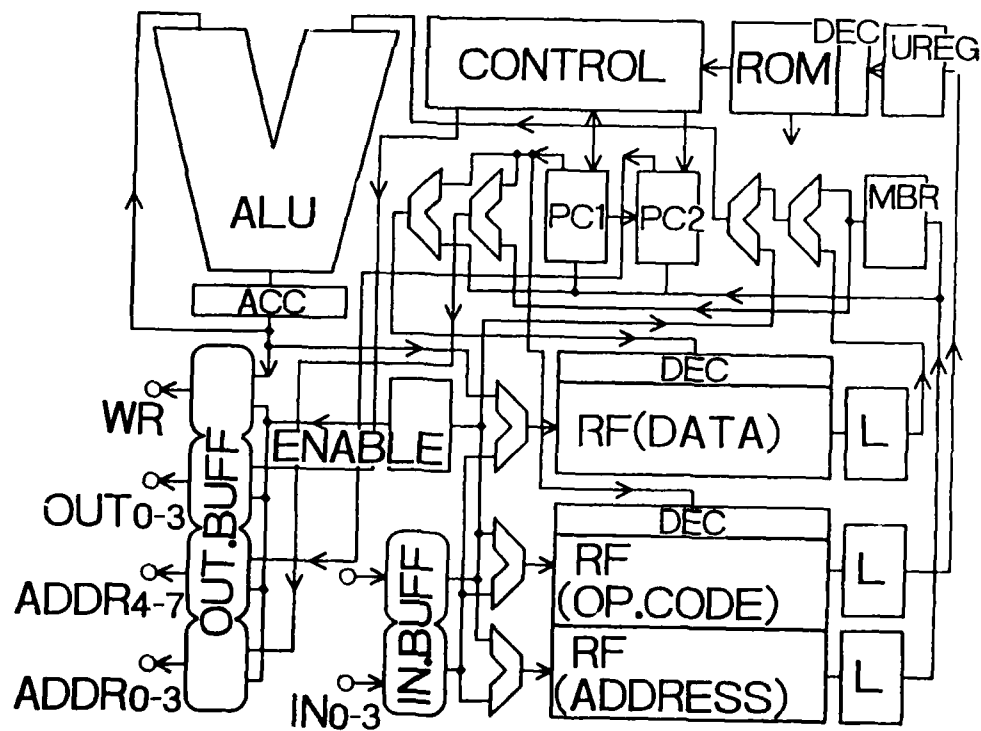 DEC
CONTROL
ROM
UREG
ALU
PC1
PC2
MBR
ACC
DEC
WR
ENABLE
RF(DATA)
L
OUT0-3
OUT.BUFF
DEC
IN.BUFF
RF
(OP.CODE)
L
ADDR4-7
RF
(ADDRESS)
L
ADDR0-3
IN0-3